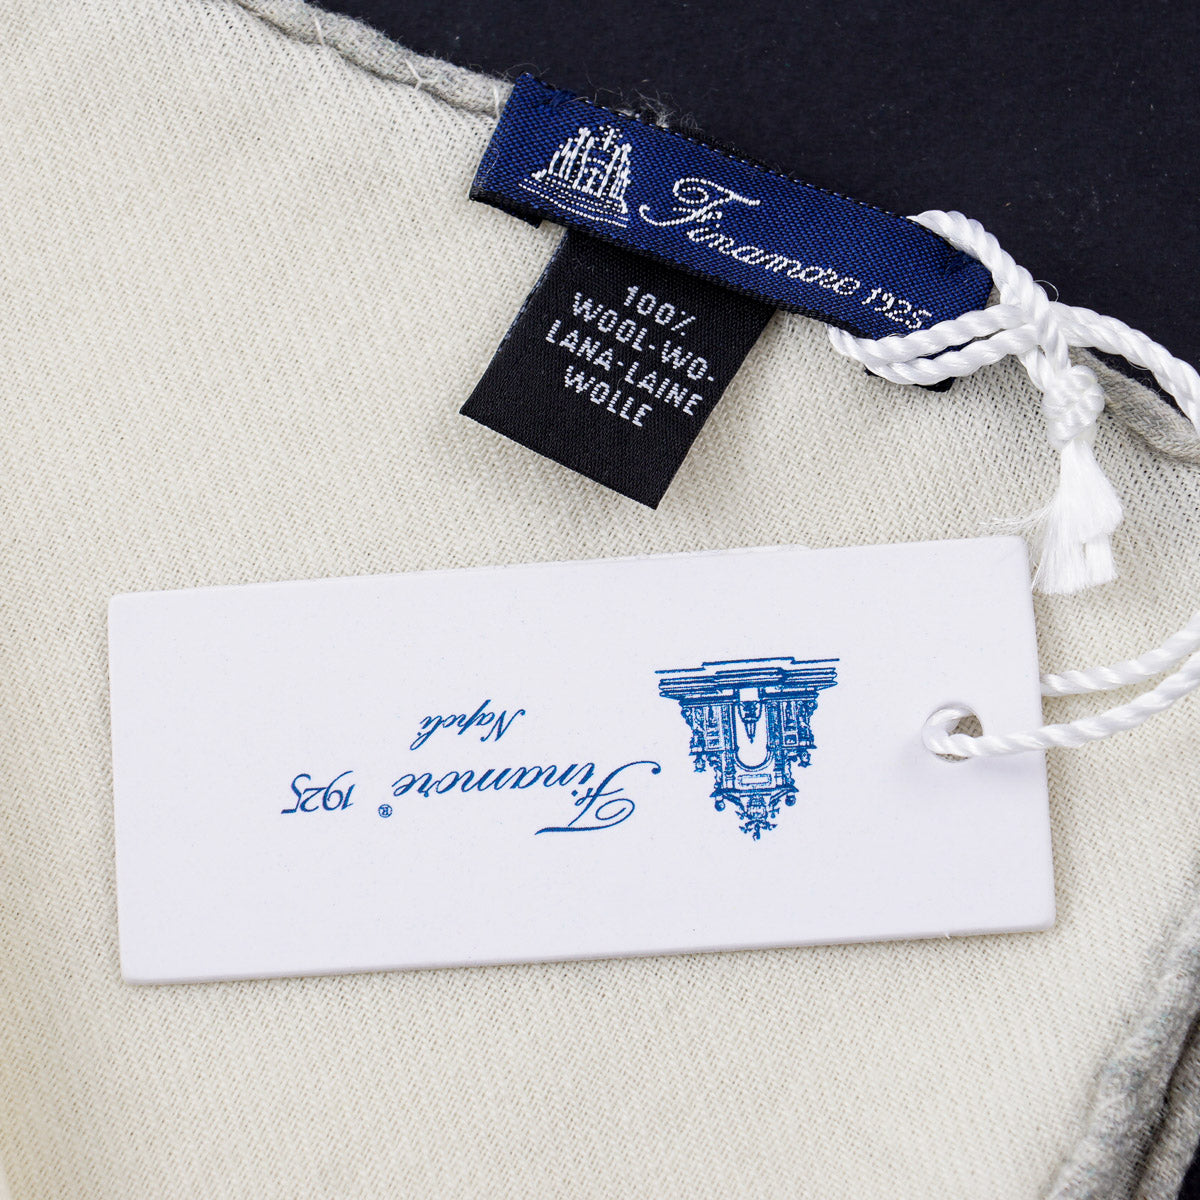 Finamore 1925
100%
WOOL-WO-
LANA-LAINE
WOLLE
Finamore® 1925
Napoli